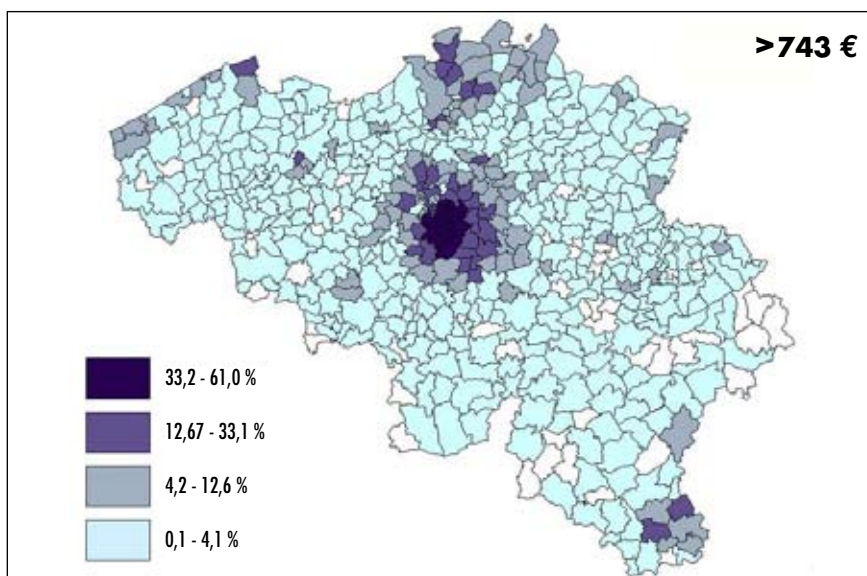 >743 €
33,2 - 61,0 %
12,67 - 33,1 %
4,2 - 12,6 %
0,1 - 4,1 %